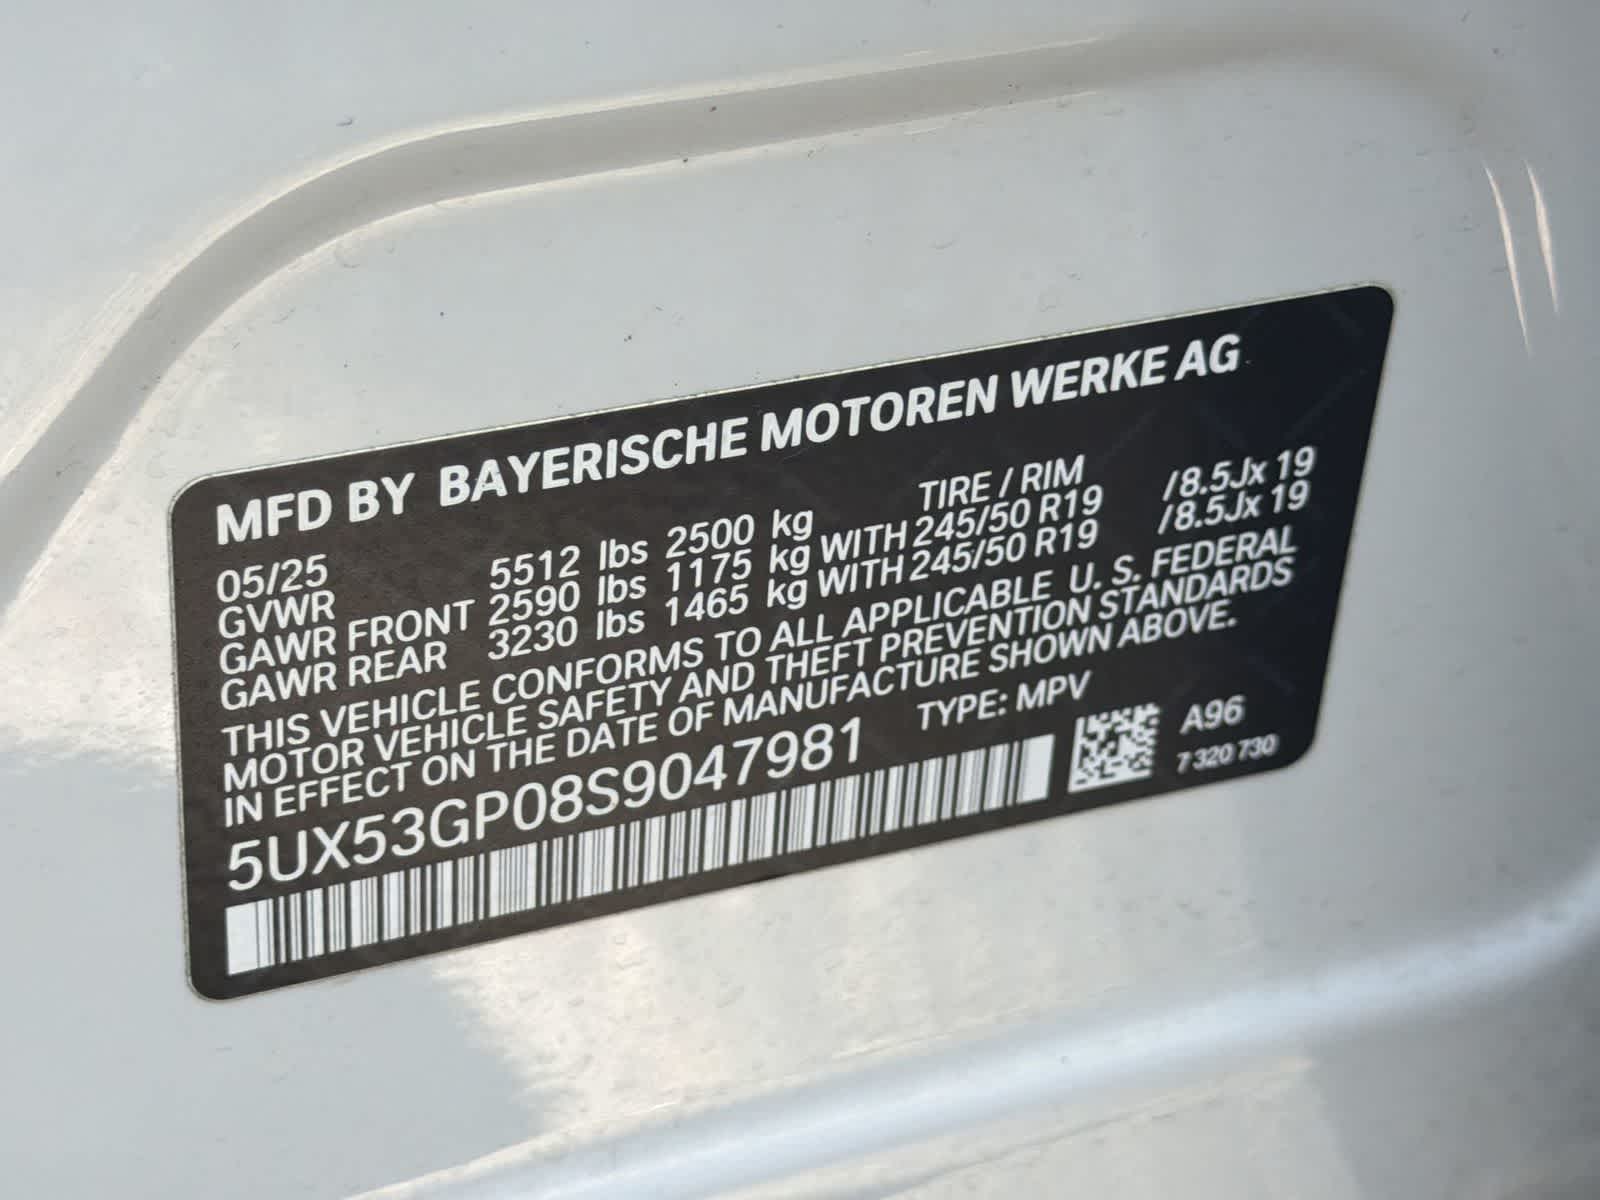 MFD BY BAYERISCHE MOTOREN WERKE AG
05/25 TIRE / RIM
GVWR 5512 lbs 2500 kg
GAWR FRONT 2590 lbs 1175 kg WITH 245/50 R19 /8.5Jx 19
GAWR REAR 3230 lbs 1465 kg WITH 245/50 R19 /8.5Jx 19
THIS VEHICLE CONFORMS TO ALL APPLICABLE U. S. FEDERAL
MOTOR VEHICLE SAFETY AND THEFT PREVENTION STANDARDS
IN EFFECT ON THE DATE OF MANUFACTURE SHOWN ABOVE.
5UX53GP08S9047981 TYPE: MPV
A96
7 320 730